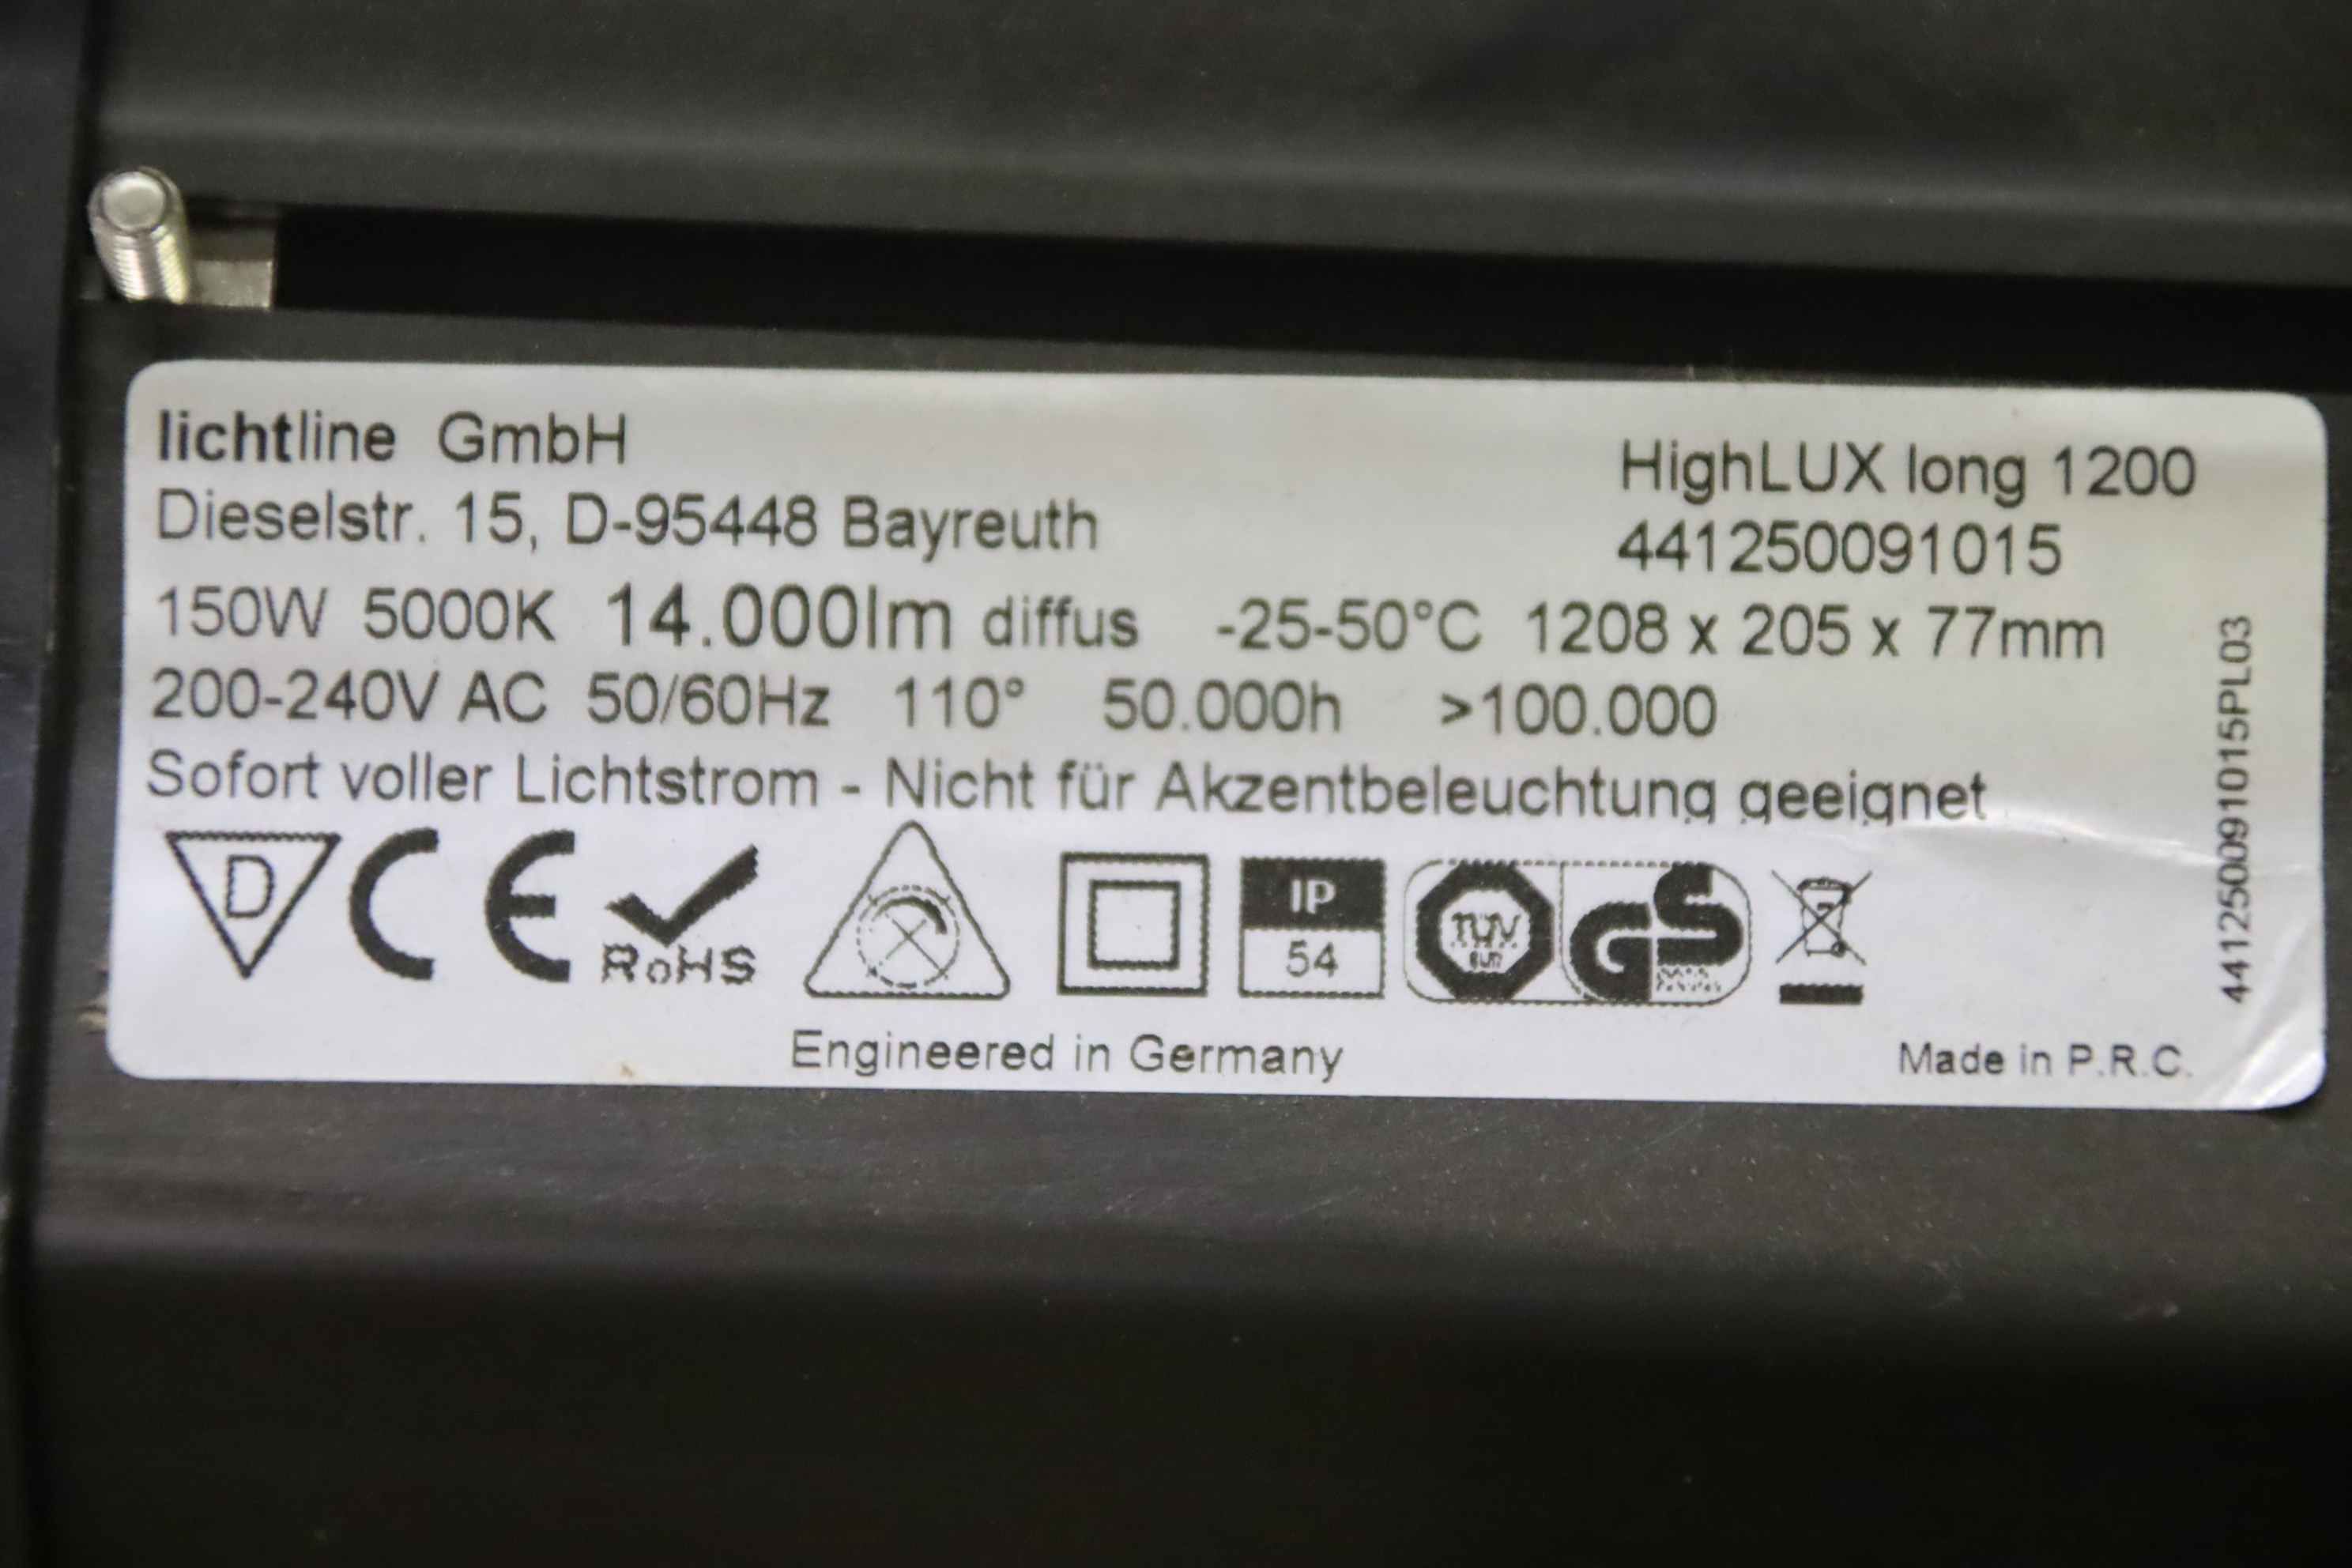 lichtline GmbH
Dieselstr. 15, D-95448 Bayreuth
HighLUX long 1200
441250091015
150W 5000K 14.000lm diffus -25-50°C 1208 x 205 x 77mm
200-240V AC 50/60Hz 110° 50.000h >100.000
Sofort voller Lichtstrom - Nicht für Akzentbeleuchtung geeignet
D CE RoHS
IP
54
TÜV
SÜD
GS
Engineered in Germany
Made in P.R.C.
441250091015PL03